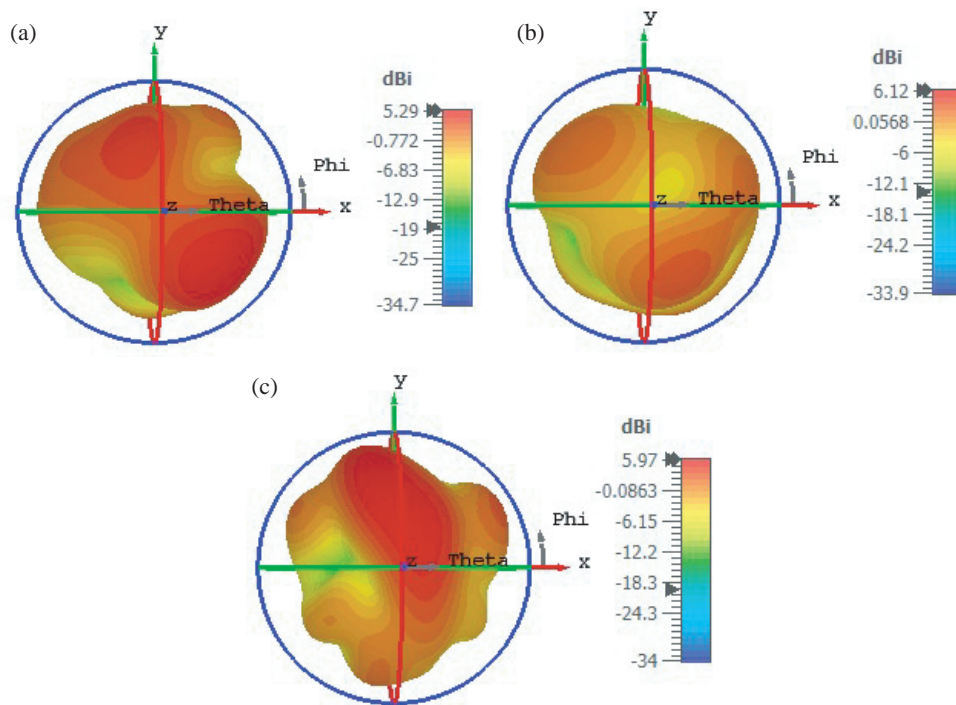 (a)
y
dBi
5.29
-0.772
-6.83
-12.9
-19
-25
-34.7
Phi
z Theta x
(b)
y
dBi
6.12
0.0568
-6
-12.1
-18.1
-24.2
-33.9
Phi
z Theta x
(c)
y
dBi
5.97
-0.0863
-6.15
-12.2
-18.3
-24.3
-34
Phi
z Theta x